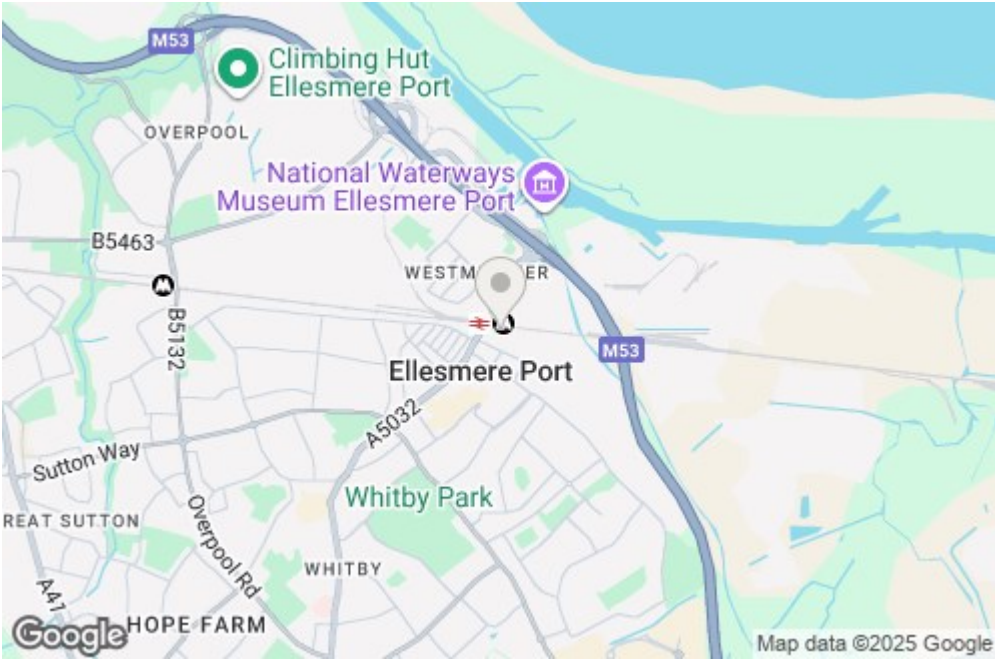 M53
Climbing Hut
Ellesmere Port
OVERPOOL
National Waterways
Museum Ellesmere Port
B5463
B5132
M53
Ellesmere Port
A5032
Sutton Way
Whitby Park
REAT SUTTON
Overpool Rd
WHITBY
A41
HOPE FARM
Google
Map data ©2025 Google